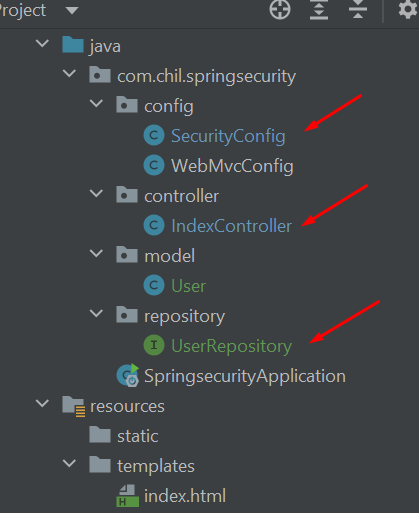 Project
java
com.chil.springsecurity
config
C SecurityConfig
C WebMvcConfig
controller
C IndexController
model
C User
repository
I UserRepository
C SpringsecurityApplication
resources
static
templates
H index.html